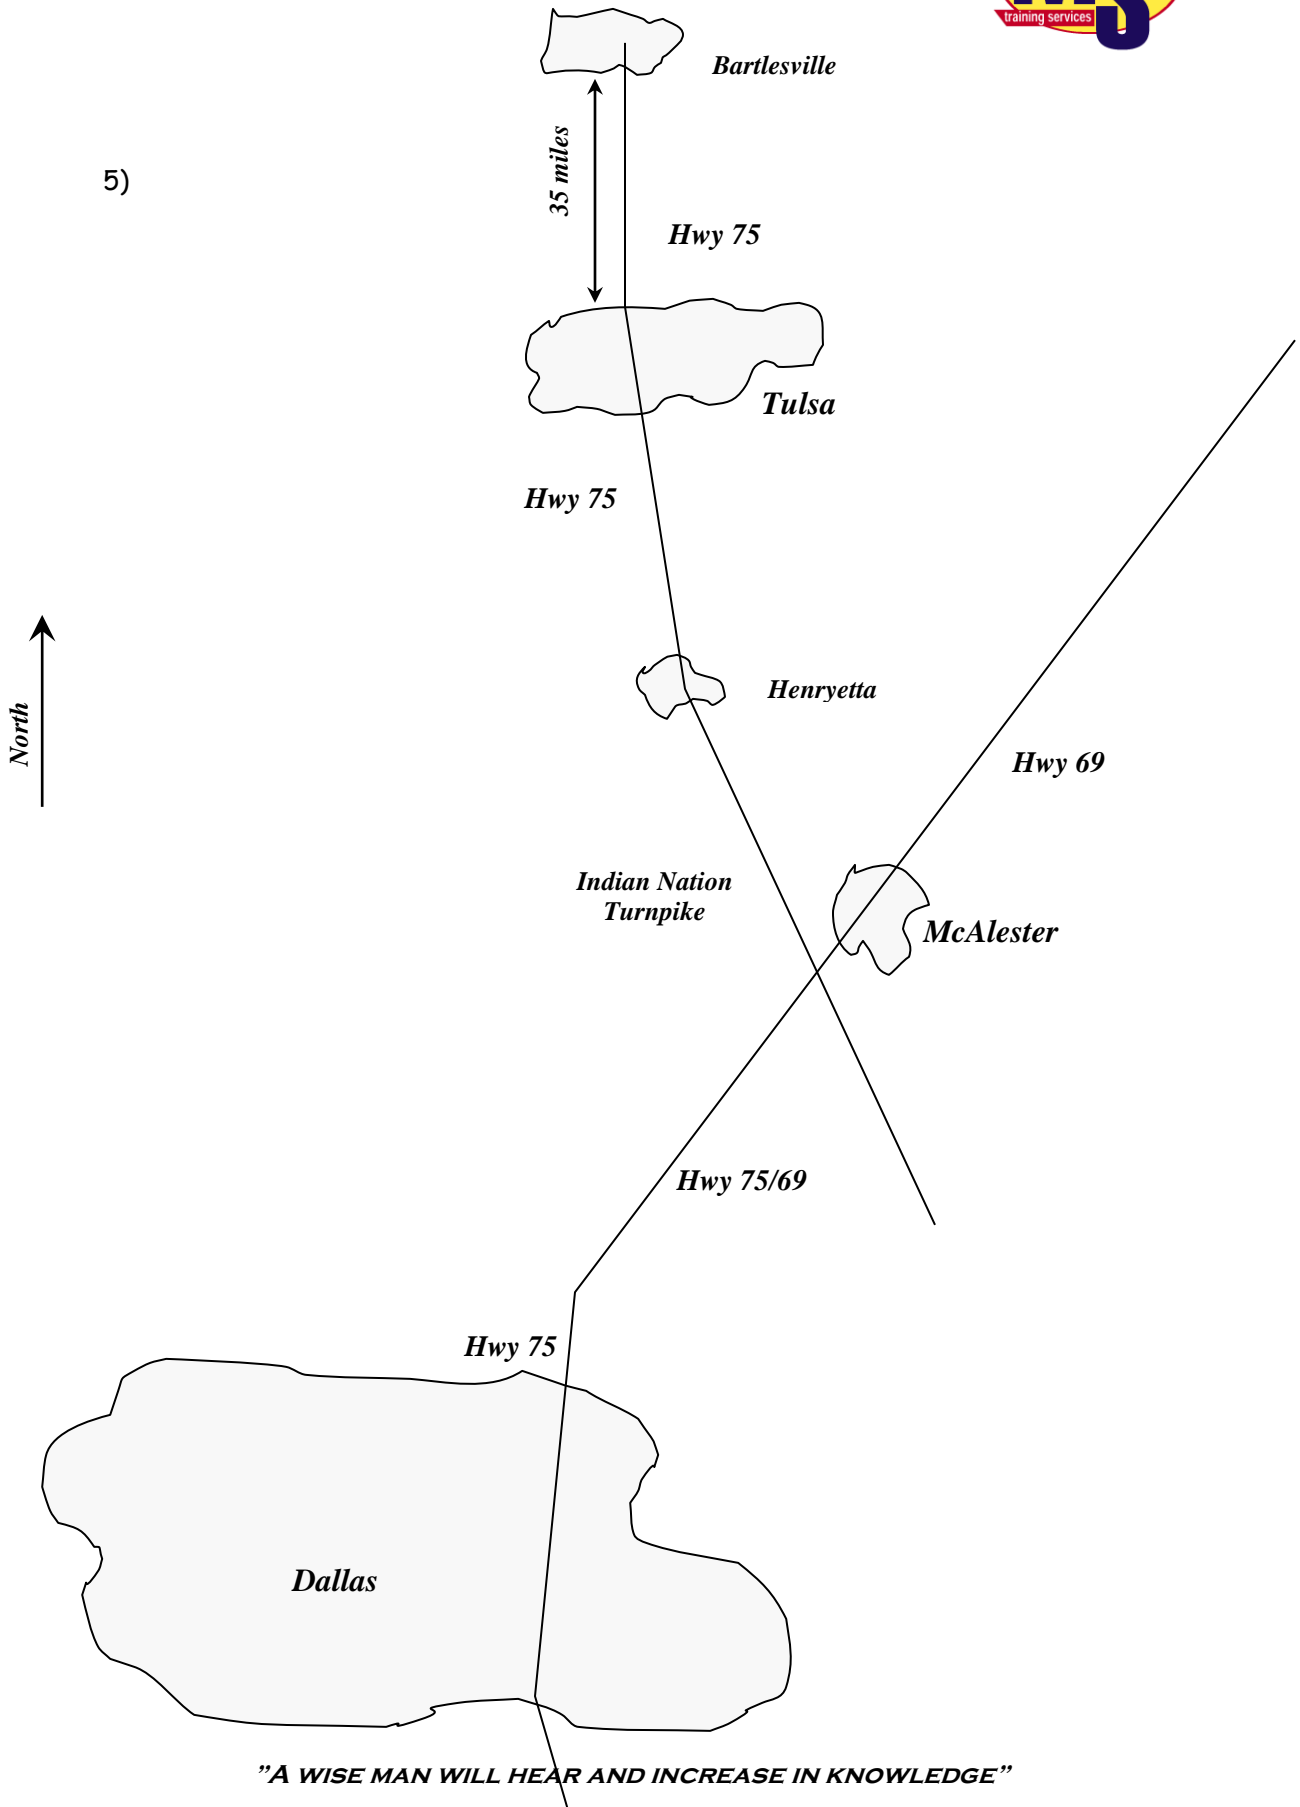 training services
Bartlesville
35 miles
5)
Hwy 75
Tulsa
Hwy 75
Henryetta
North
Hwy 69
Indian Nation
Turnpike
McAlester
Hwy 75/69
Hwy 75
Dallas
”A WISE MAN WILL HEAR AND INCREASE IN KNOWLEDGE”